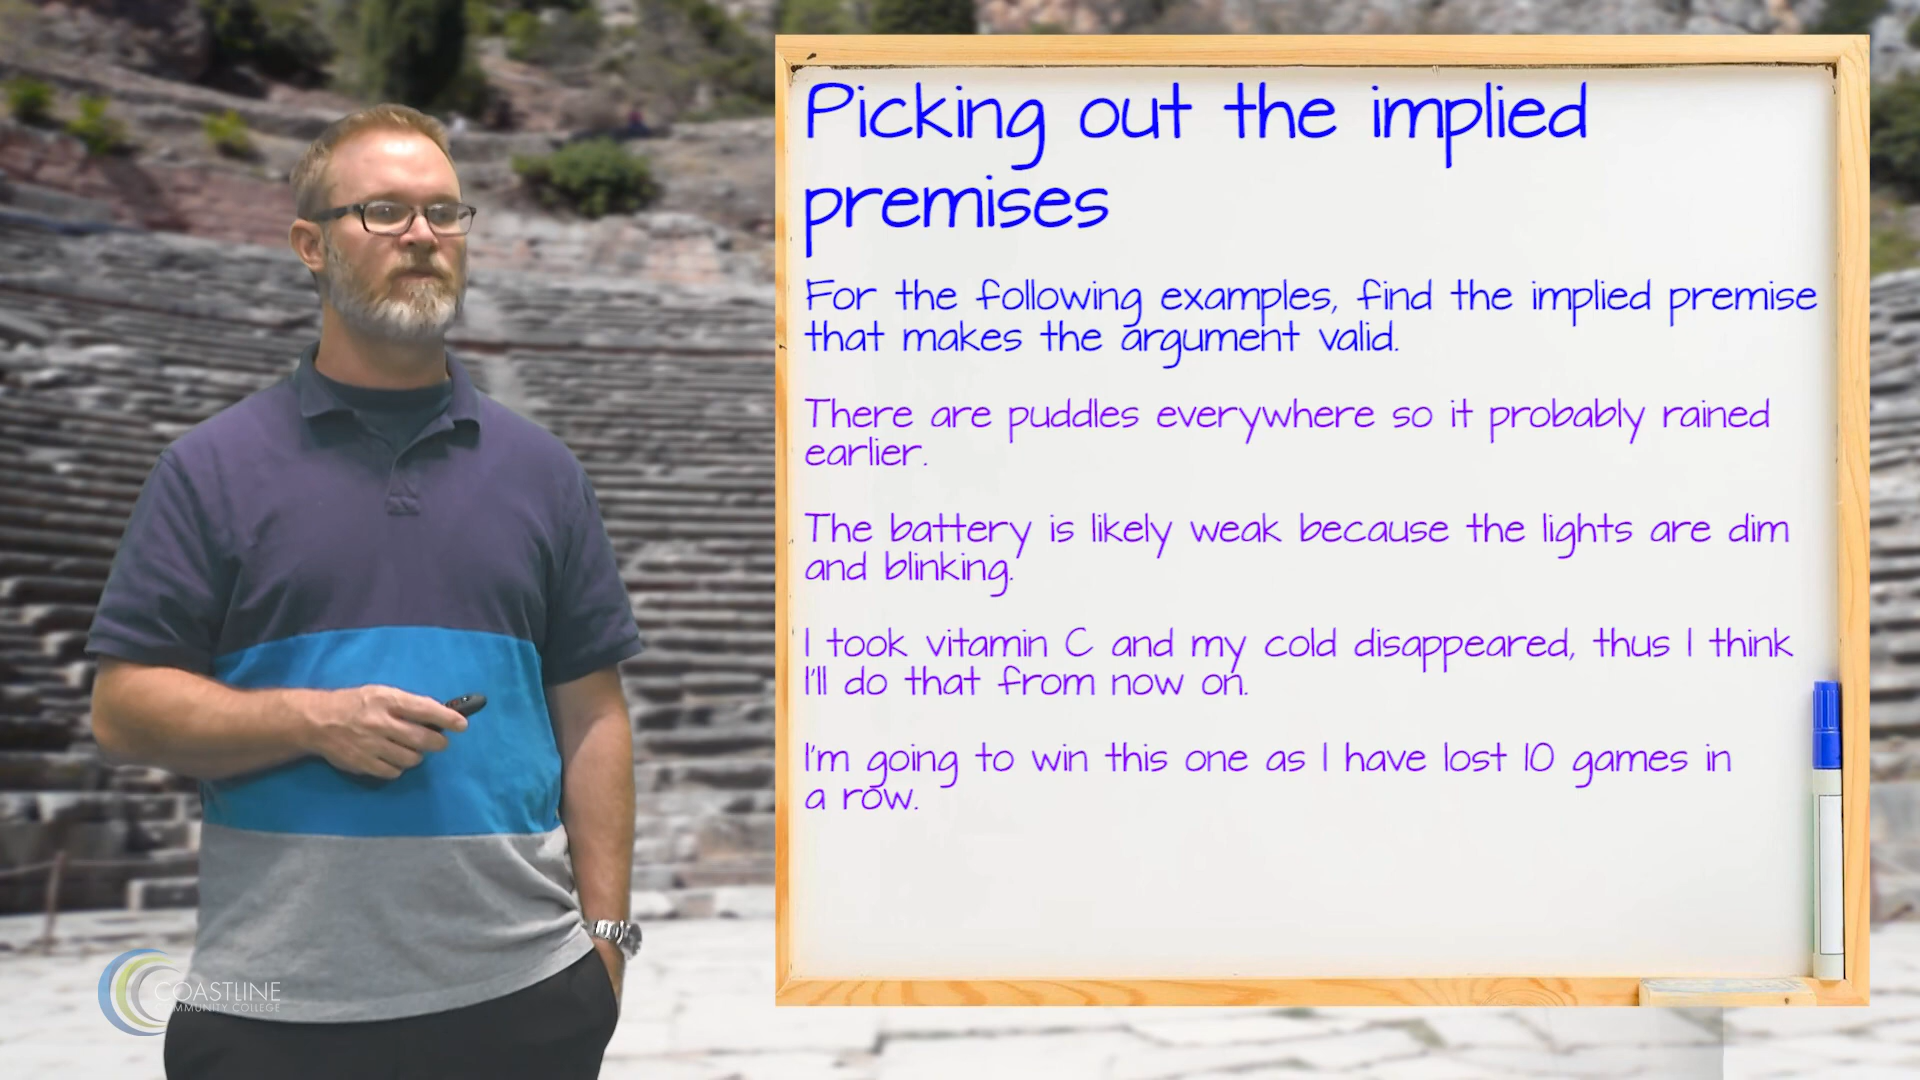 Picking out the implied
premises
For the following examples, find the implied premise
that makes the argument valid.
There are puddles everywhere so it probably rained
earlier.
The battery is likely weak because the lights are dim
and blinking.
I took vitamin C and my cold disappeared, thus I think
I'll do that from now on.
I'm going to win this one as I have lost 10 games in
a row.
COASTLINE
COMMUNITY COLLEGE